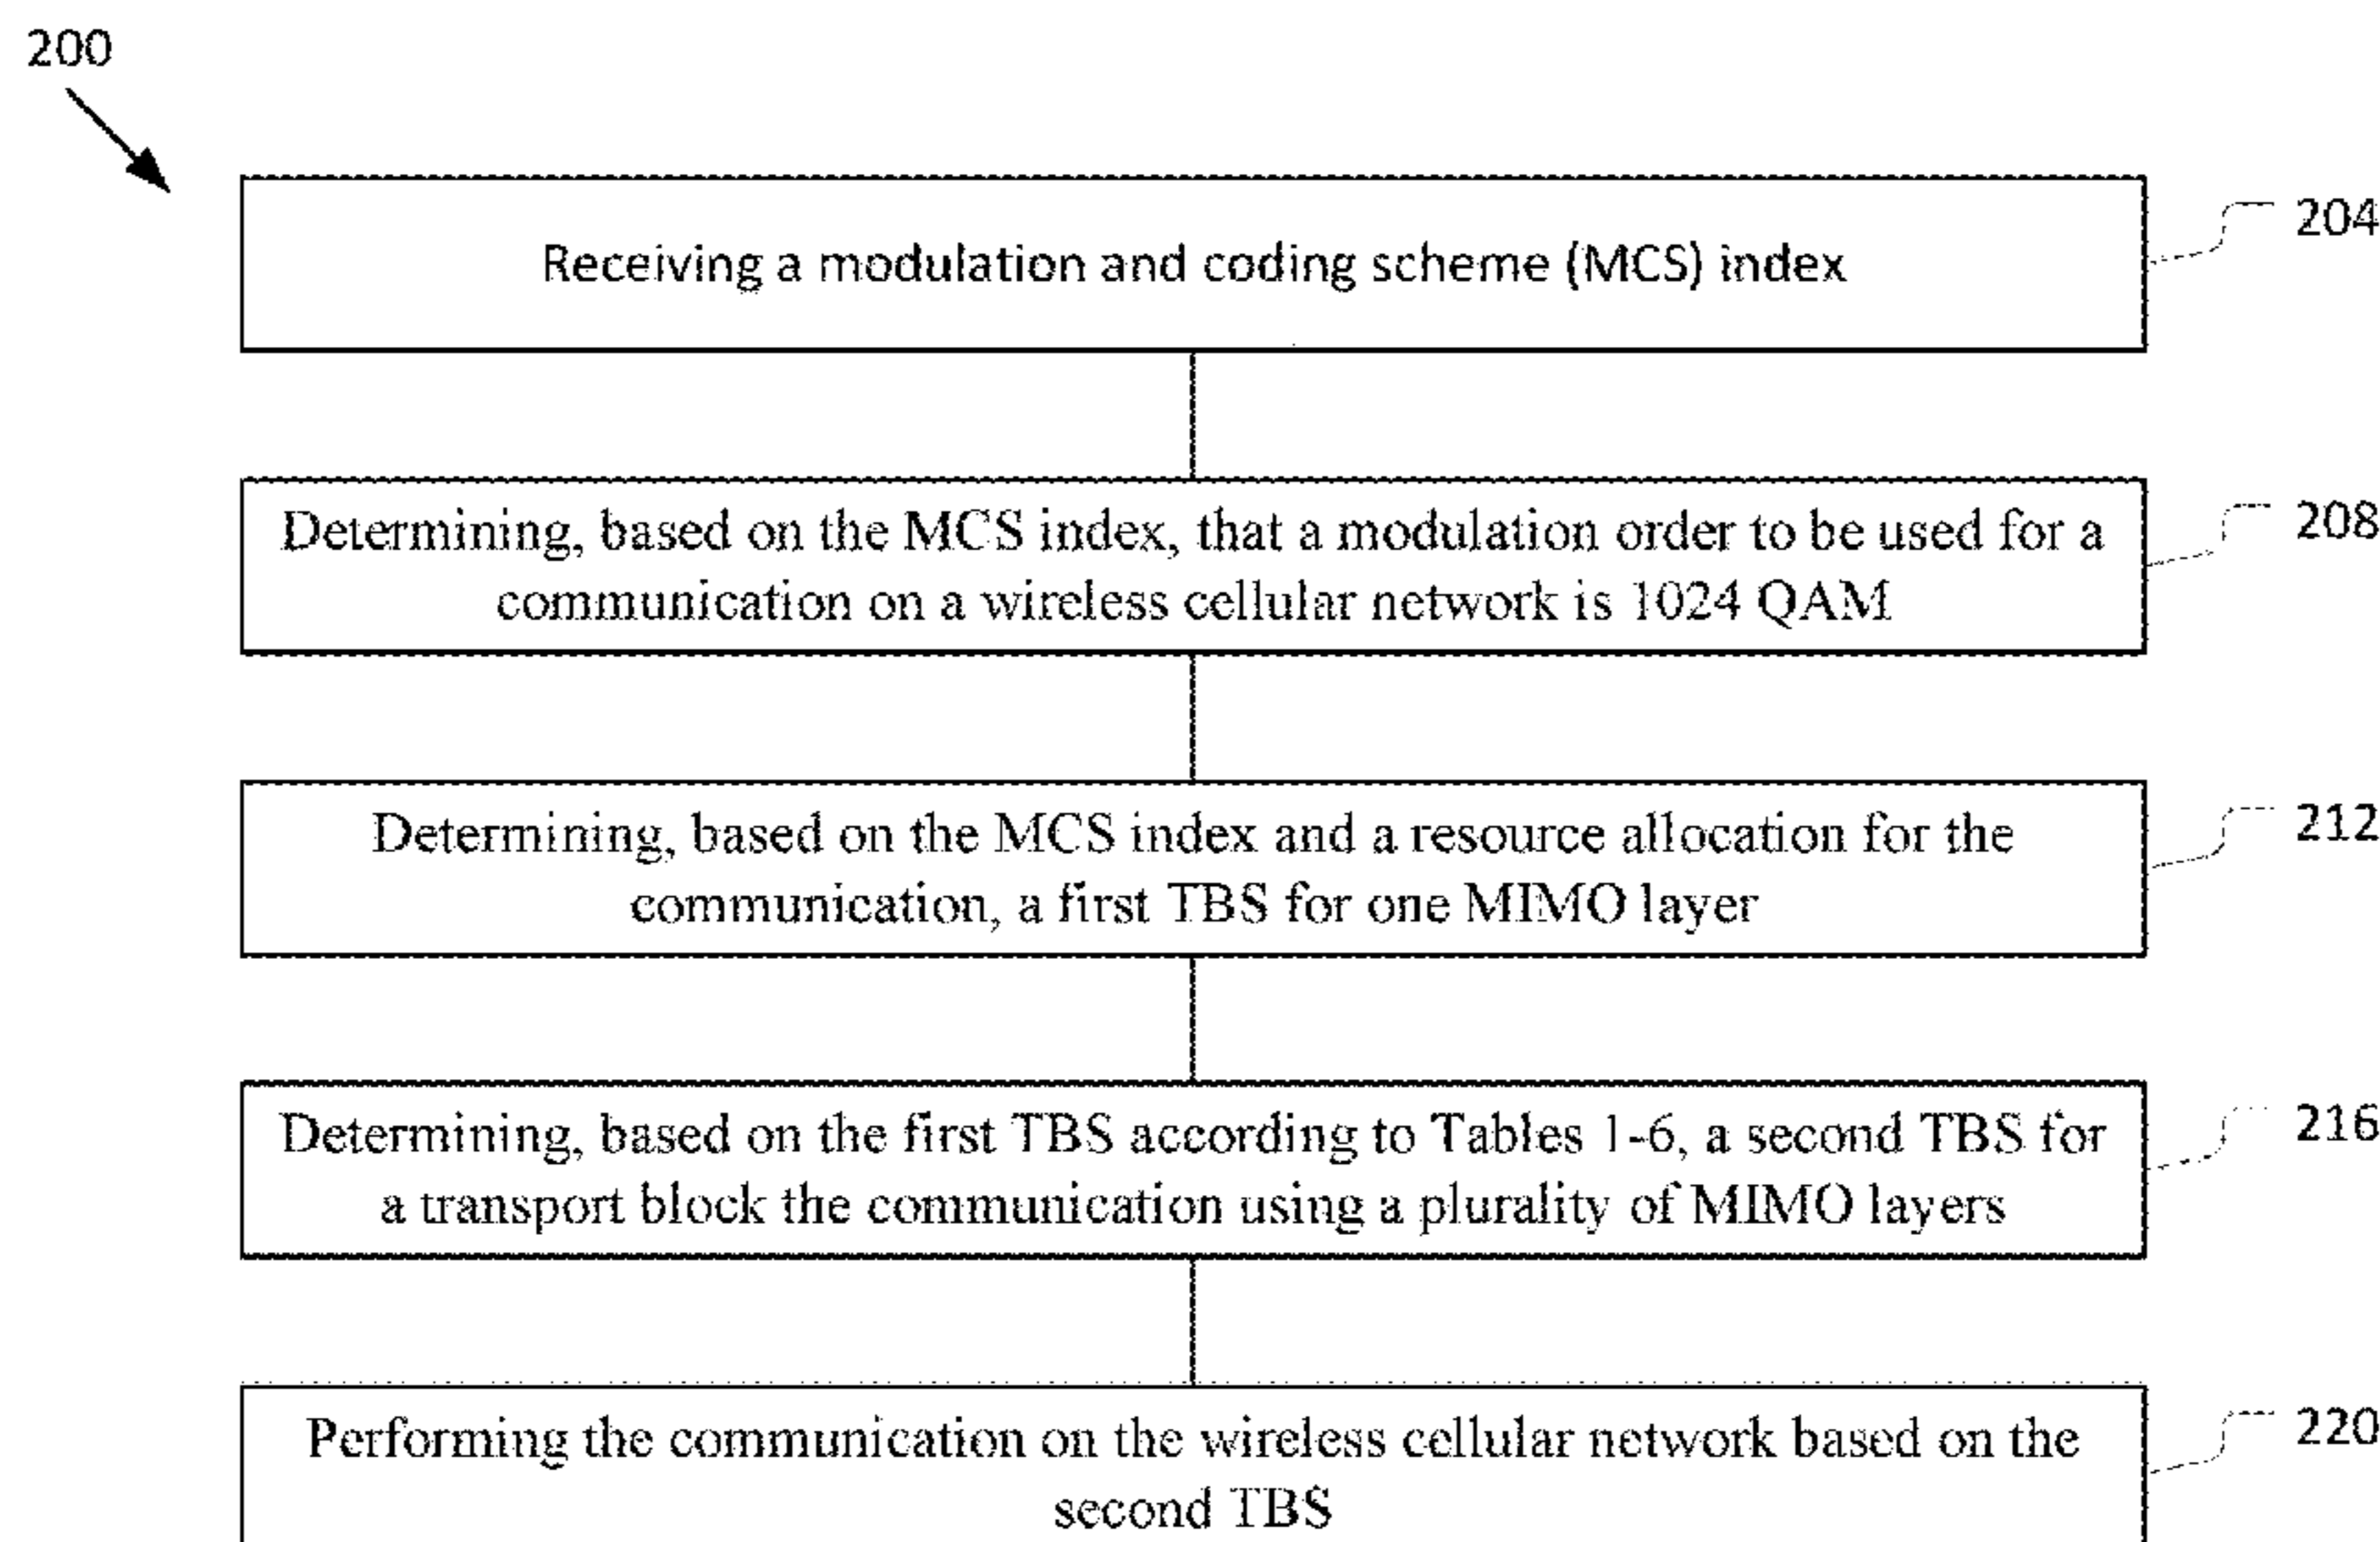 200
Receiving a modulation and coding scheme (MCS) index
204
Determining, based on the MCS index, that a modulation order to be used for a
communication on a wireless cellular network is 1024 QAM
208
Determining, based on the MCS index and a resource allocation for the
communication, a first TBS for one MIMO layer
212
Determining, based on the first TBS according to Tables 1-6, a second TBS for
a transport block the communication using a plurality of MIMO layers
216
Performing the communication on the wireless cellular network based on the
second TBS
220